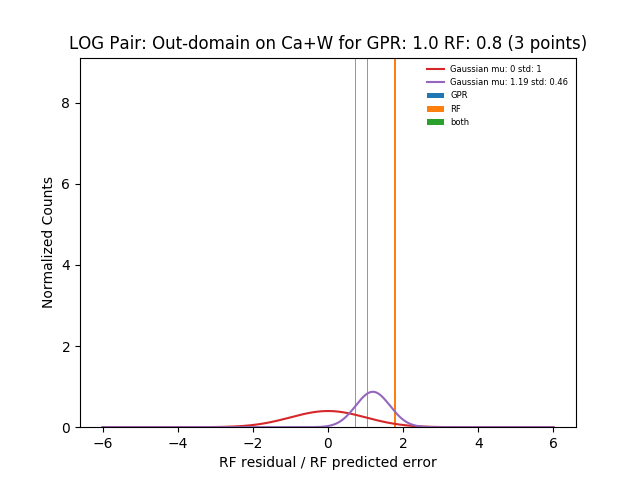 LOG Pair: Out-domain on Ca+W for GPR: 1.0 RF: 0.8 (3 points)
Gaussian mu: 0 std: 1
Gaussian mu: 1.19 std: 0.46
GPR
RF
both
Normalized Counts
8
6
4
2
0
−6 −4 −2 0 2 4 6
RF residual / RF predicted error